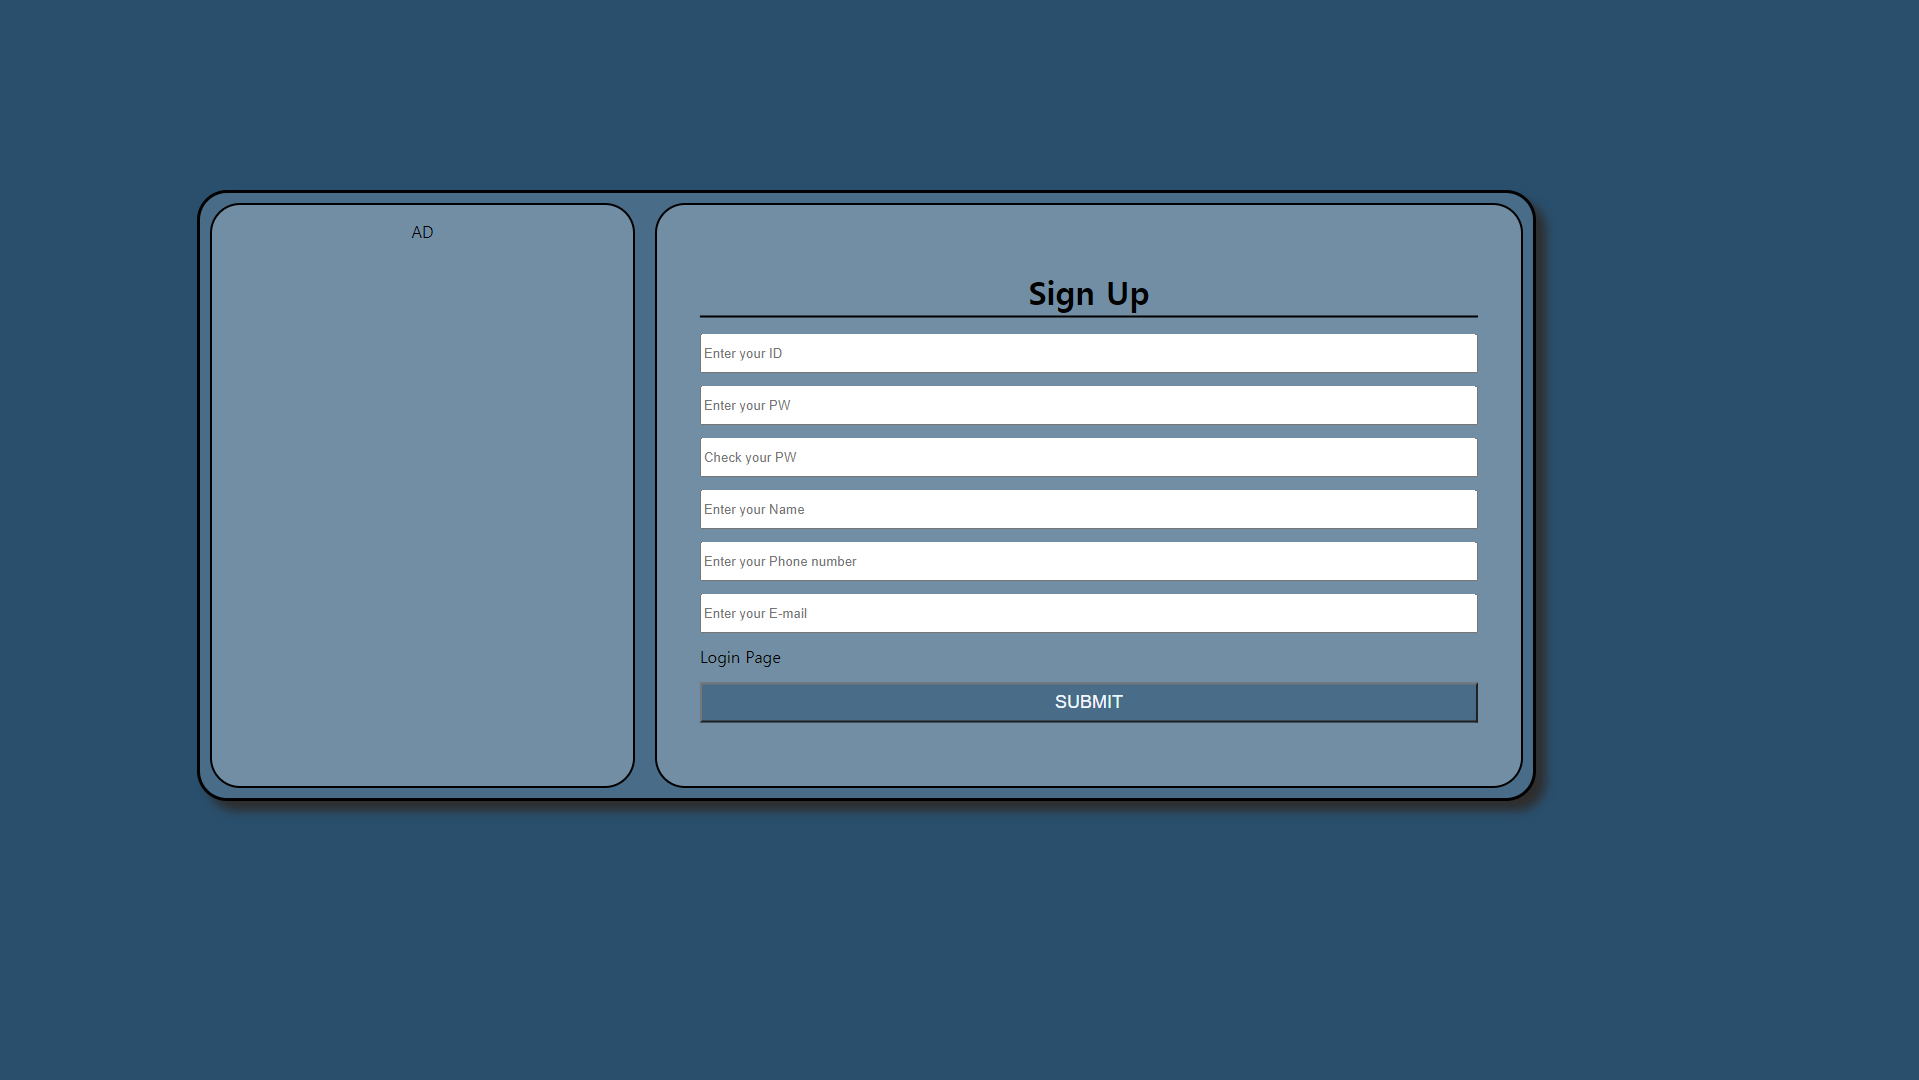 AD
Sign Up
Enter your ID
Enter your PW
Check your PW
Enter your Name
Enter your Phone number
Enter your E-mail
Login Page
SUBMIT